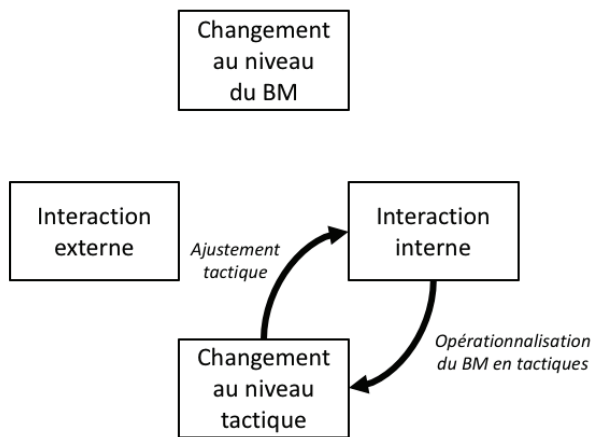 Changement
au niveau
du BM
Interaction
externe
Ajustement
tactique
Interaction
interne
Opérationnalisation
du BM en tactiques
Changement
au niveau
tactique